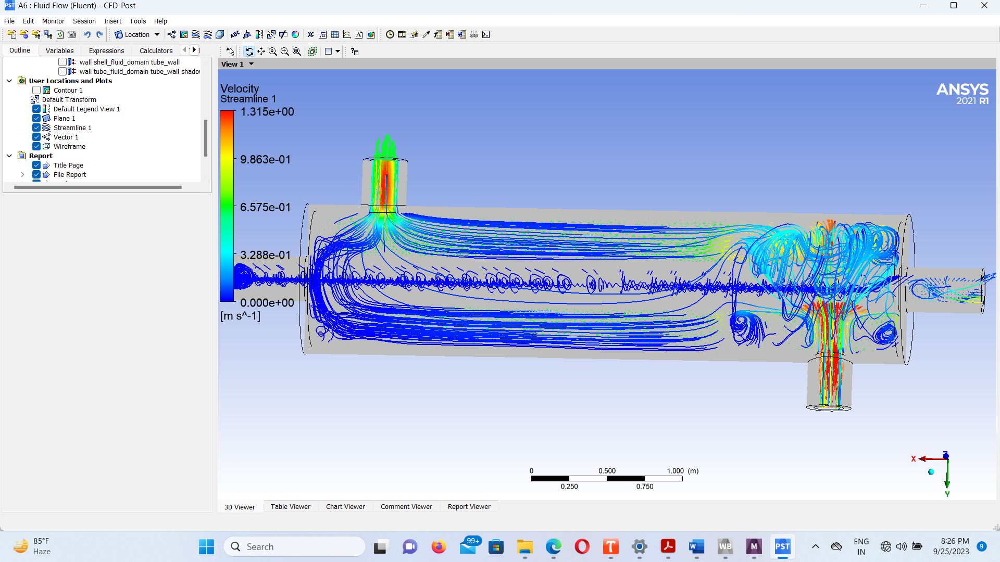 A6 : Fluid Flow (Fluent) - CFD-Post
File Edit Monitor Session Insert Tools Help
Location
Outline Variables Expressions Calculators
wall shell_fluid_domain tube_wall
wall tube_fluid_domain tube_wall shado
User Locations and Plots
Contour 1
Default Transform
Default Legend View 1
Plane 1
Streamline 1
Vector 1
Wireframe
Report
Title Page
File Report
View 1
Velocity
Streamline 1
1.315e+00
9.863e-01
6.575e-01
3.288e-01
0.000e+00
[m s^-1]
ANSYS
2021 R1
0 0.500 1.000 (m)
0.250 0.750
X
Y
3D Viewer Table Viewer Chart Viewer Comment Viewer Report Viewer
85°F
Haze
Search
99+
T
W
WB
M
PST
ENG
IN
8:26 PM
9/25/2023
9